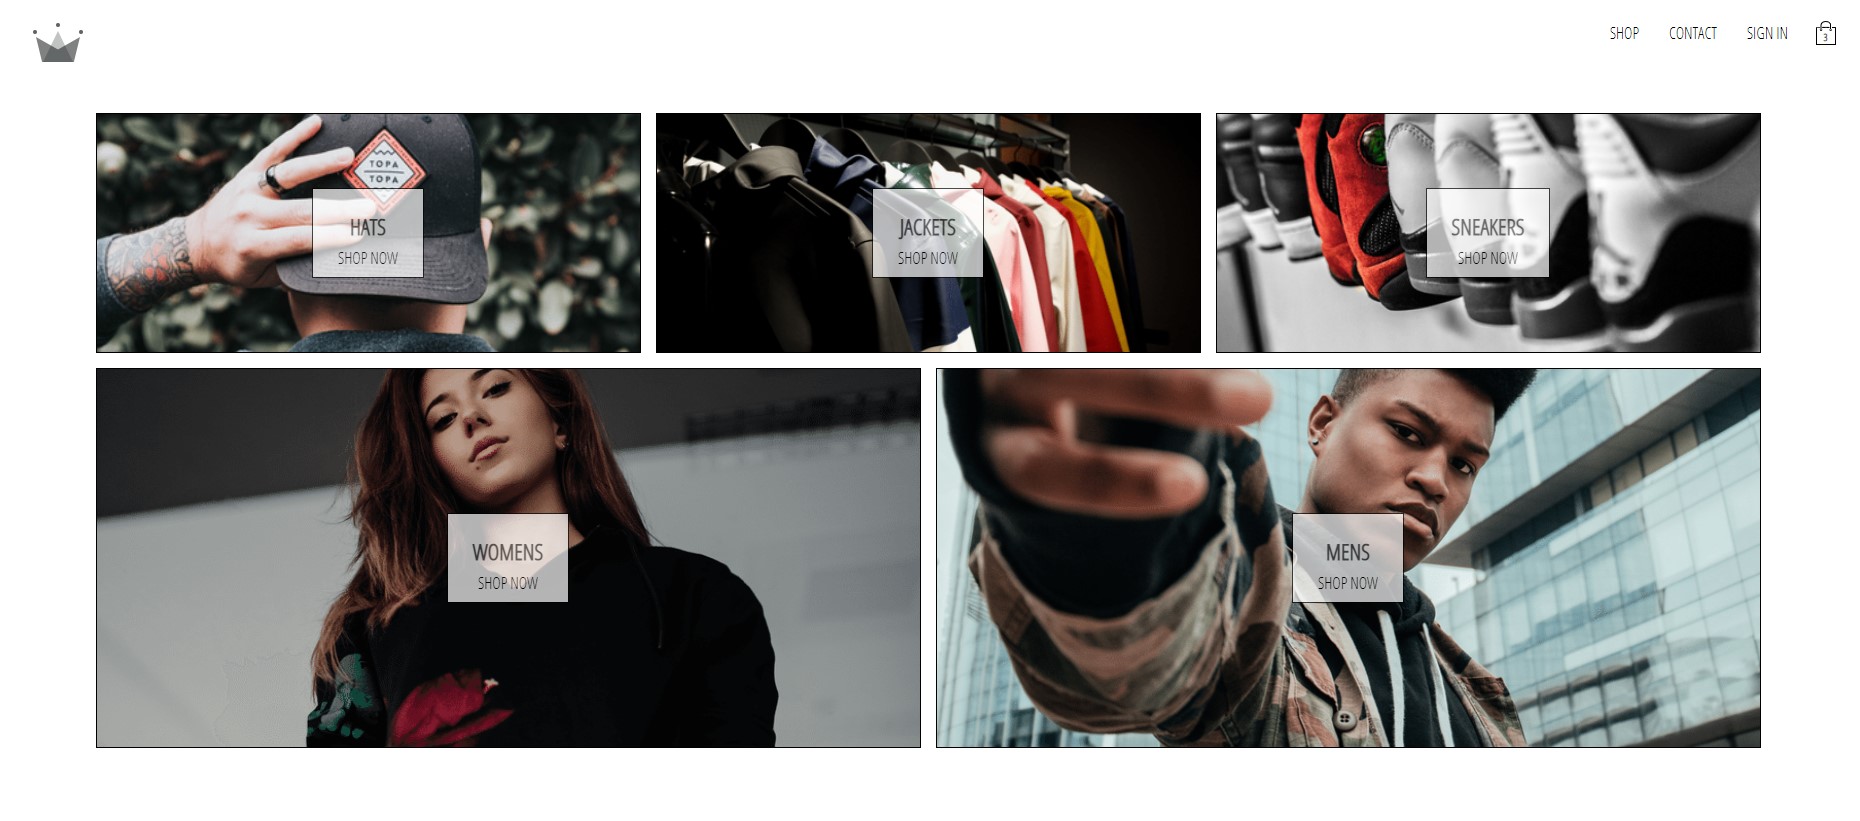 SHOP CONTACT SIGN IN 3
TOPA
TOPA
HATS
SHOP NOW
JACKETS
SHOP NOW
SNEAKERS
SHOP NOW
WOMENS
SHOP NOW
MENS
SHOP NOW